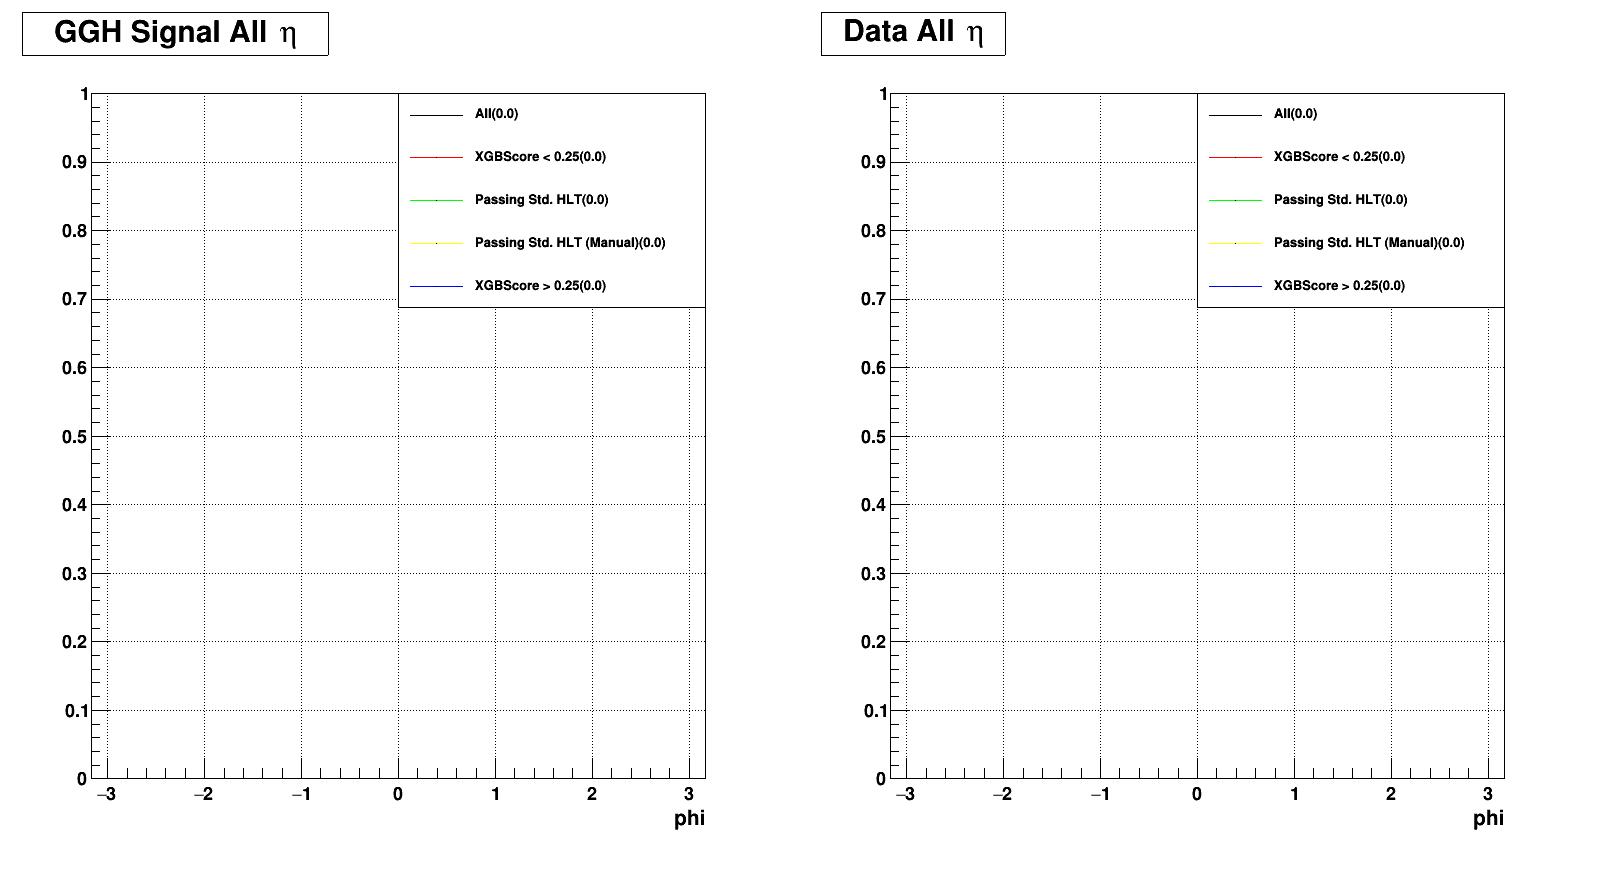 GGH Signal All η
1
0.9
0.8
0.7
0.6
0.5
0.4
0.3
0.2
0.1
0
All(0.0)
XGBScore < 0.25(0.0)
Passing Std. HLT(0.0)
Passing Std. HLT (Manual)(0.0)
XGBScore > 0.25(0.0)
−3 −2 −1 0 1 2 3
phi
Data All η
1
0.9
0.8
0.7
0.6
0.5
0.4
0.3
0.2
0.1
0
All(0.0)
XGBScore < 0.25(0.0)
Passing Std. HLT(0.0)
Passing Std. HLT (Manual)(0.0)
XGBScore > 0.25(0.0)
−3 −2 −1 0 1 2 3
phi